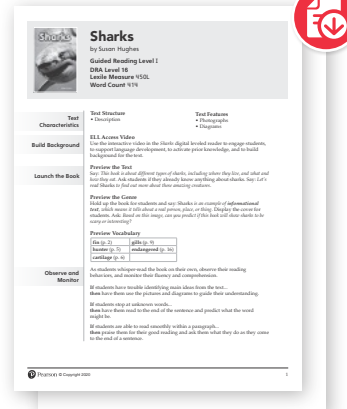 Sharks
Sharks
by Susan Hughes
Guided Reading Level I
DRA Level 16
Lexile Measure 450L
Word Count 414
Test
Characteristics
Text Structure
• Description
Text Features
• Photographs
• Diagrams
Build Background
ELL Access Video
Use the interactive video in the Sharks digital leveled reader to engage students,
to support language development, to activate prior knowledge, and to build
background for the text.
Launch the Book
Preview the Text
Say: This book is about different types of sharks, including where they live, and what and
how they eat. Ask students if they already know anything about sharks. Say: Let's
read Sharks to find out more about these amazing creatures.
Preview the Genre
Hold up the book for students and say: Sharks is an example of informational
text, which means it tells about a real person, place, or thing. Display the cover for
students. Ask: Based on this image, can you predict if this book will show sharks to be
scary or interesting?
Preview Vocabulary
fin (p. 2) gills (p. 9)
hunter (p. 5) endangered (p. 16)
cartilage (p. 6)
Observe and
Monitor
As students whisper-read the book on their own, observe their reading
behaviors, and monitor their fluency and comprehension.
If students have trouble identifying main ideas from the text...
then have them use the pictures and diagrams to guide their understanding.
If students stop at unknown words...
then have them read to the end of the sentence and predict what the word
might be.
If students are able to read smoothly within a paragraph...
then praise them for their good reading and ask them what they do as they come
to the end of a sentence.
Pearson © Copyright 2022
1